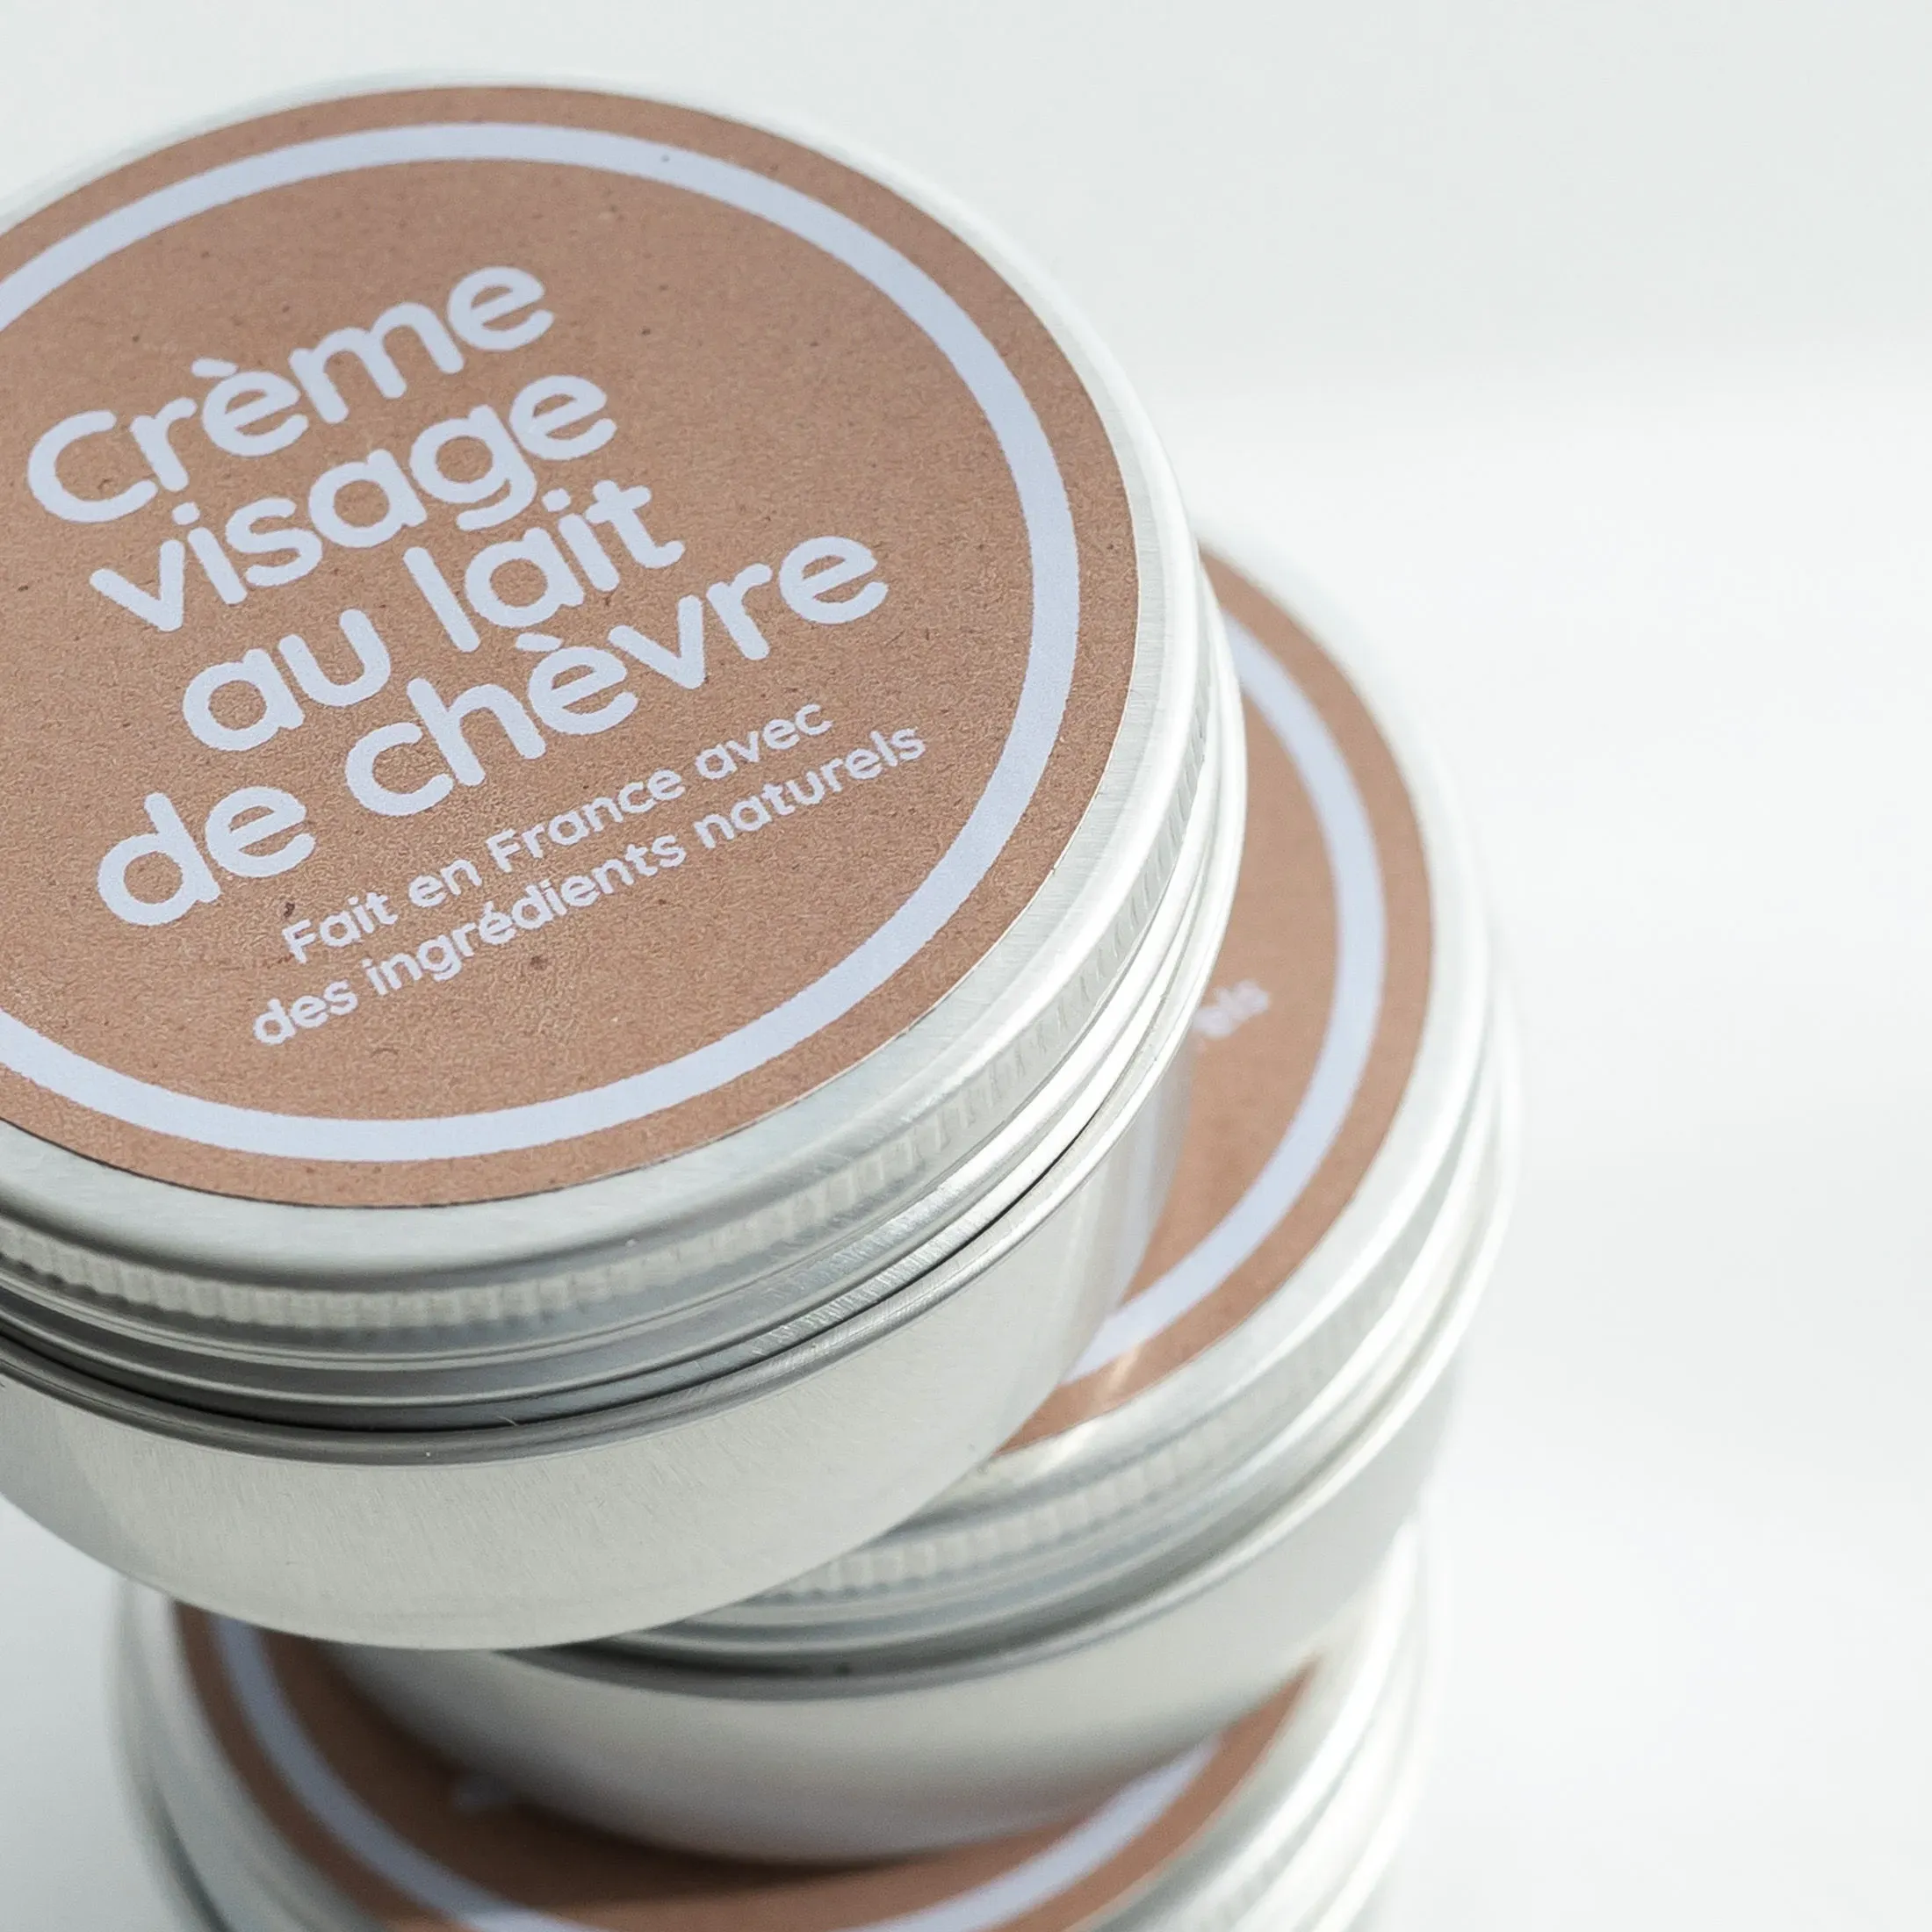 Crème
visage
au lait
de chèvre
Fait en France avec
des ingrédients naturels